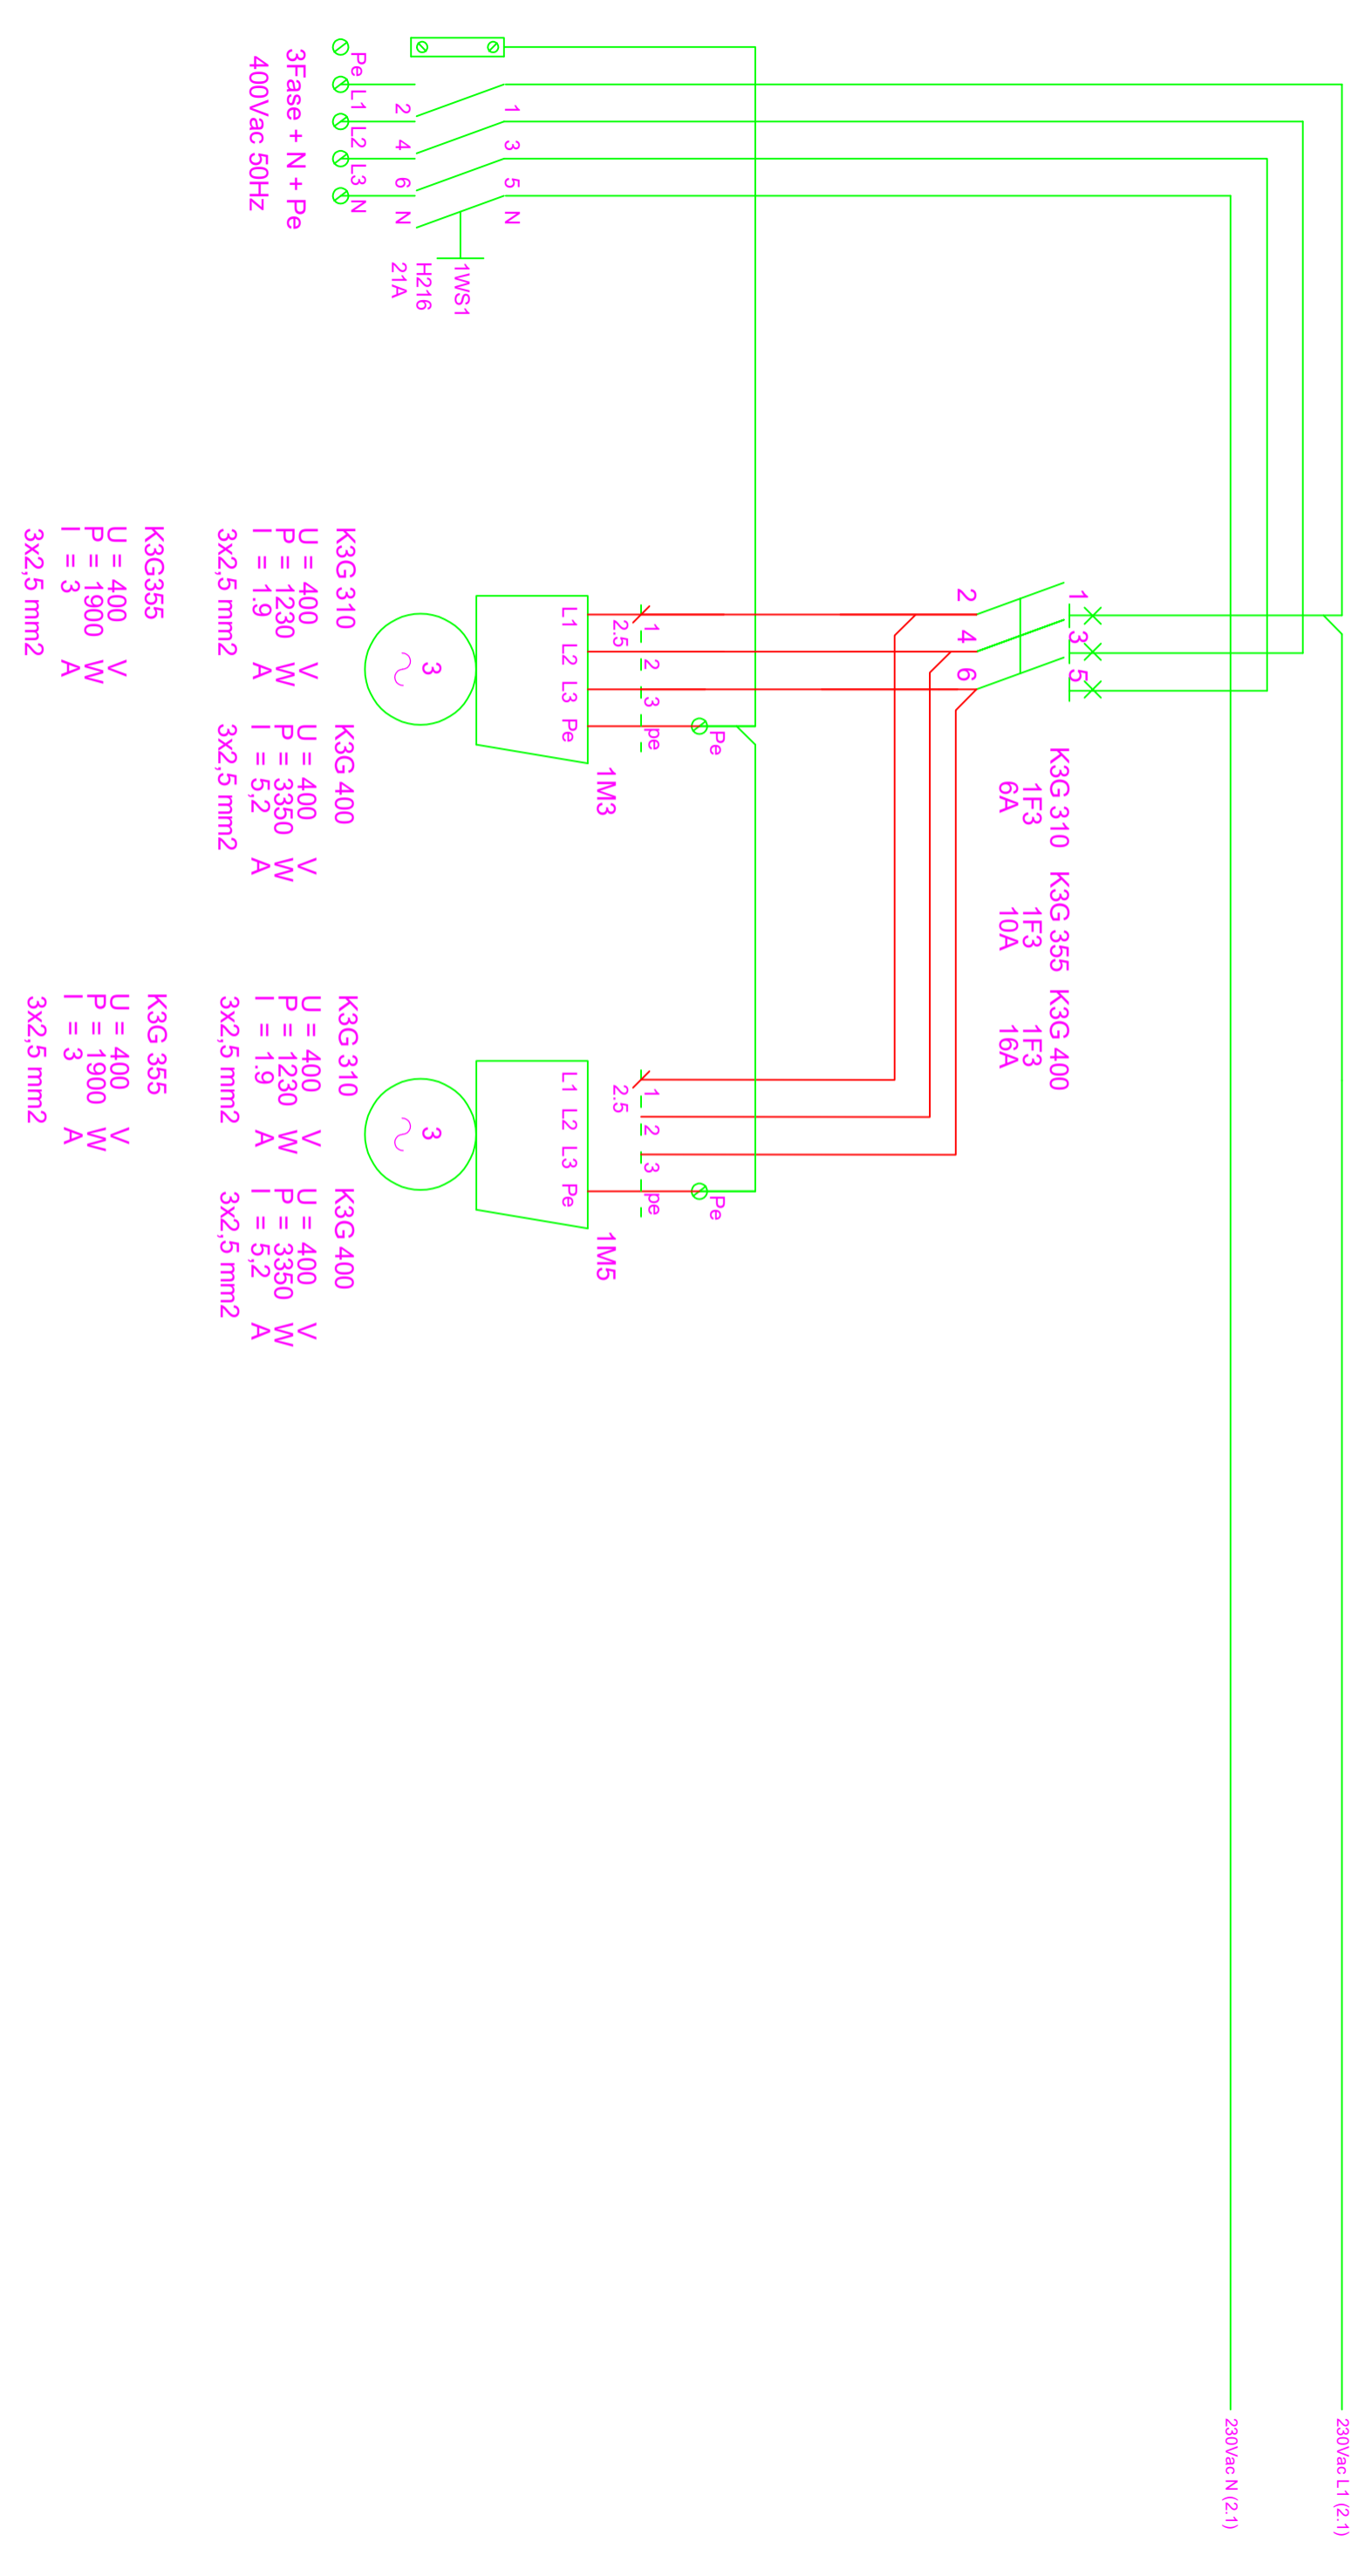 230Vac L1 (2.1)
230Vac N (2.1)
1
3
5
2
4
6
K3G 310
1F3
6A
K3G 355
1F3
10A
K3G 400
1F3
16A
Pe
1
2
3
pe
2.5
L1
L2
L3
Pe
1M3
3
Pe
1
2
3
pe
2.5
L1
L2
L3
Pe
1M5
3
1
3
5
N
2
4
6
N
1WS1
H216
21A
Pe
L1
L2
L3
N
3Fase + N + Pe
400Vac 50Hz
K3G 310
U = 400 V
P = 1230 W
I = 1.9 A
3x2,5 mm2
K3G 400
U = 400 V
P = 3350 W
I = 5,2 A
3x2,5 mm2
K3G 310
U = 400 V
P = 1230 W
I = 1.9 A
3x2,5 mm2
K3G 400
U = 400 V
P = 3350 W
I = 5,2 A
3x2,5 mm2
K3G355
U = 400 V
P = 1900 W
I = 3 A
3x2,5 mm2
K3G 355
U = 400 V
P = 1900 W
I = 3 A
3x2,5 mm2